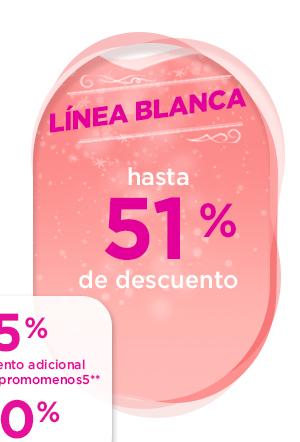 LÍNEA BLANCA
hasta
51%
de descuento
5%
ento adicional
promomenos5**
0%